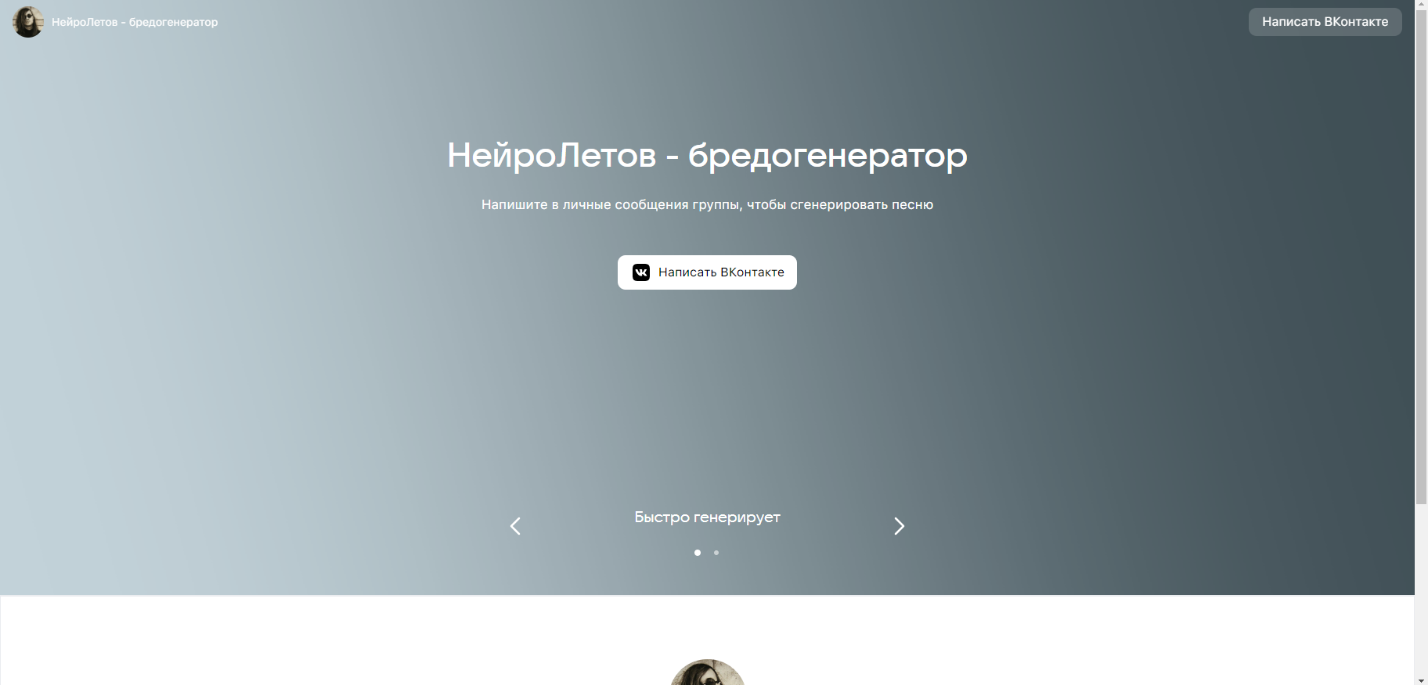 НейроЛетов - бредогенератор
Написать ВКонтакте
НейроЛетов - бредогенератор
Напишите в личные сообщения группы, чтобы сгенерировать песню
Написать ВКонтакте
Быстро генерирует